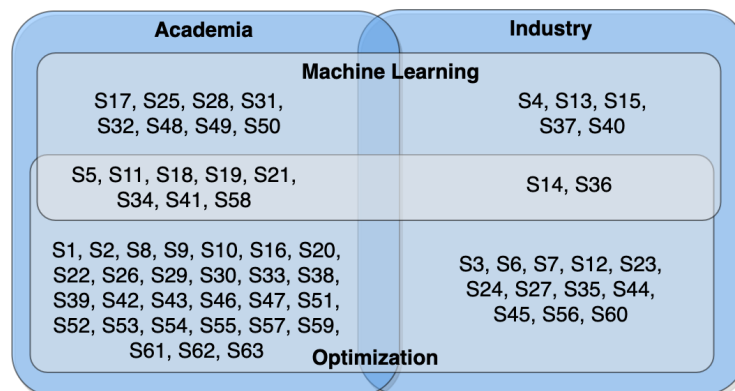 Academia
Industry
Machine Learning
S17, S25, S28, S31,
S32, S48, S49, S50
S4, S13, S15,
S37, S40
S5, S11, S18, S19, S21,
S34, S41, S58
S14, S36
S1, S2, S8, S9, S10, S16, S20,
S22, S26, S29, S30, S33, S38,
S39, S42, S43, S46, S47, S51,
S52, S53, S54, S55, S57, S59,
S61, S62, S63
S3, S6, S7, S12, S23,
S24, S27, S35, S44,
S45, S56, S60
Optimization